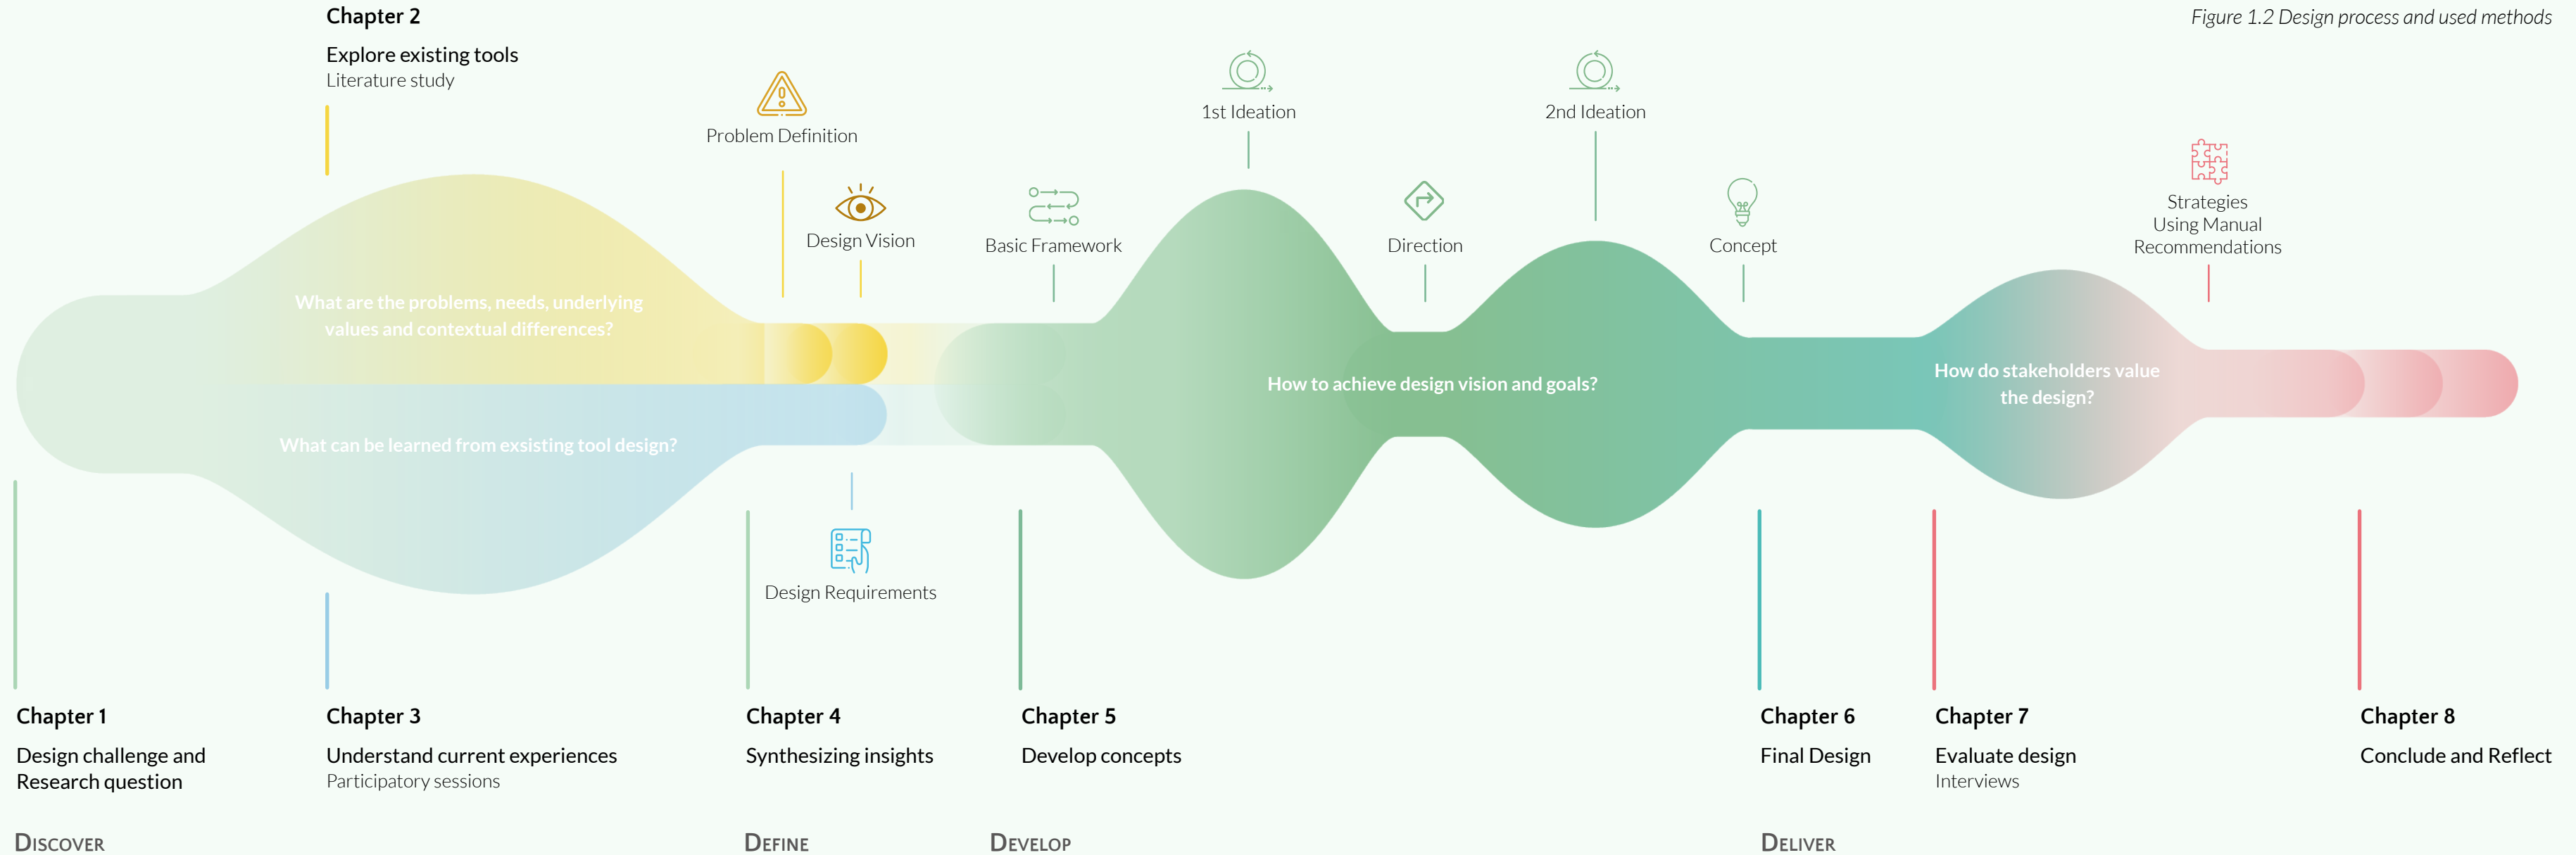 Figure 1.2 Design process and used methods
Chapter 2
Explore existing tools
Literature study
Problem Definition
Design Vision
Basic Framework
1st Ideation
Direction
2nd Ideation
Concept
Strategies
Using Manual
Recommendations
What are the problems, needs, underlying
values and contextual differences?
What can be learned from exsisting tool design?
How to achieve design vision and goals?
How do stakeholders value
the design?
Design Requirements
Chapter 1
Design challenge and
Research question
Chapter 3
Understand current experiences
Participatory sessions
Chapter 4
Synthesizing insights
Chapter 5
Develop concepts
Chapter 6
Final Design
Chapter 7
Evaluate design
Interviews
Chapter 8
Conclude and Reflect
DISCOVER
DEFINE
DEVELOP
DELIVER